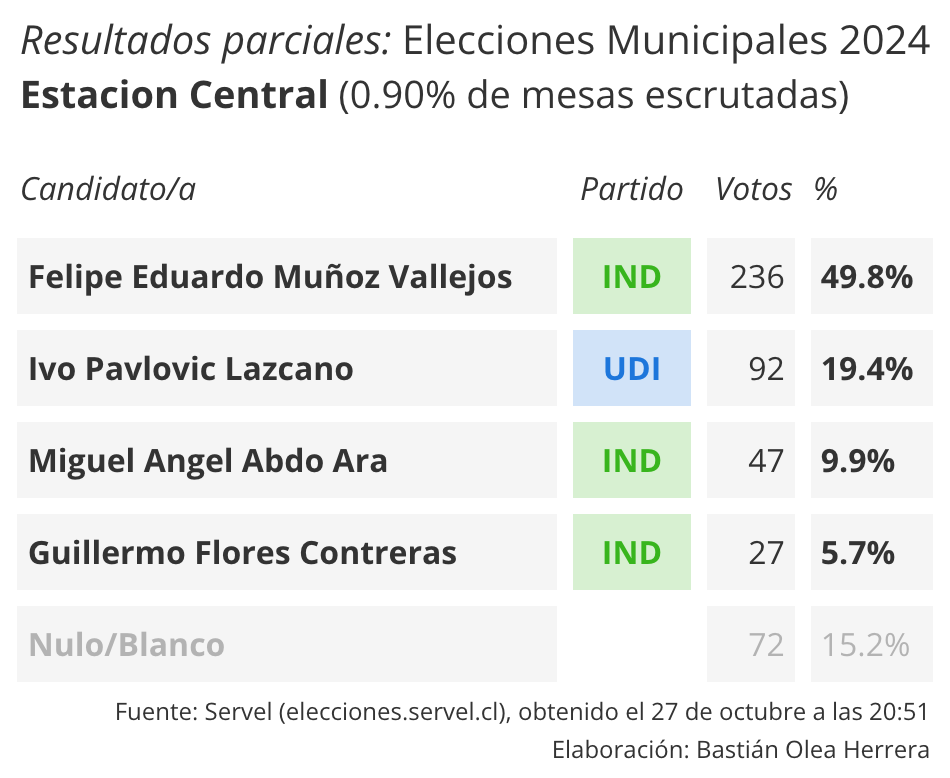 Resultados parciales: Elecciones Municipales 2024
Estacion Central (0.90% de mesas escrutadas)
Candidato/a Partido Votos %
Felipe Eduardo Muñoz Vallejos IND 236 49.8%
Ivo Pavlovic Lazcano UDI 92 19.4%
Miguel Angel Abdo Ara IND 47 9.9%
Guillermo Flores Contreras IND 27 5.7%
Nulo/Blanco 72 15.2%
Fuente: Servel (elecciones.servel.cl), obtenido el 27 de octubre a las 20:51
Elaboración: Bastián Olea Herrera